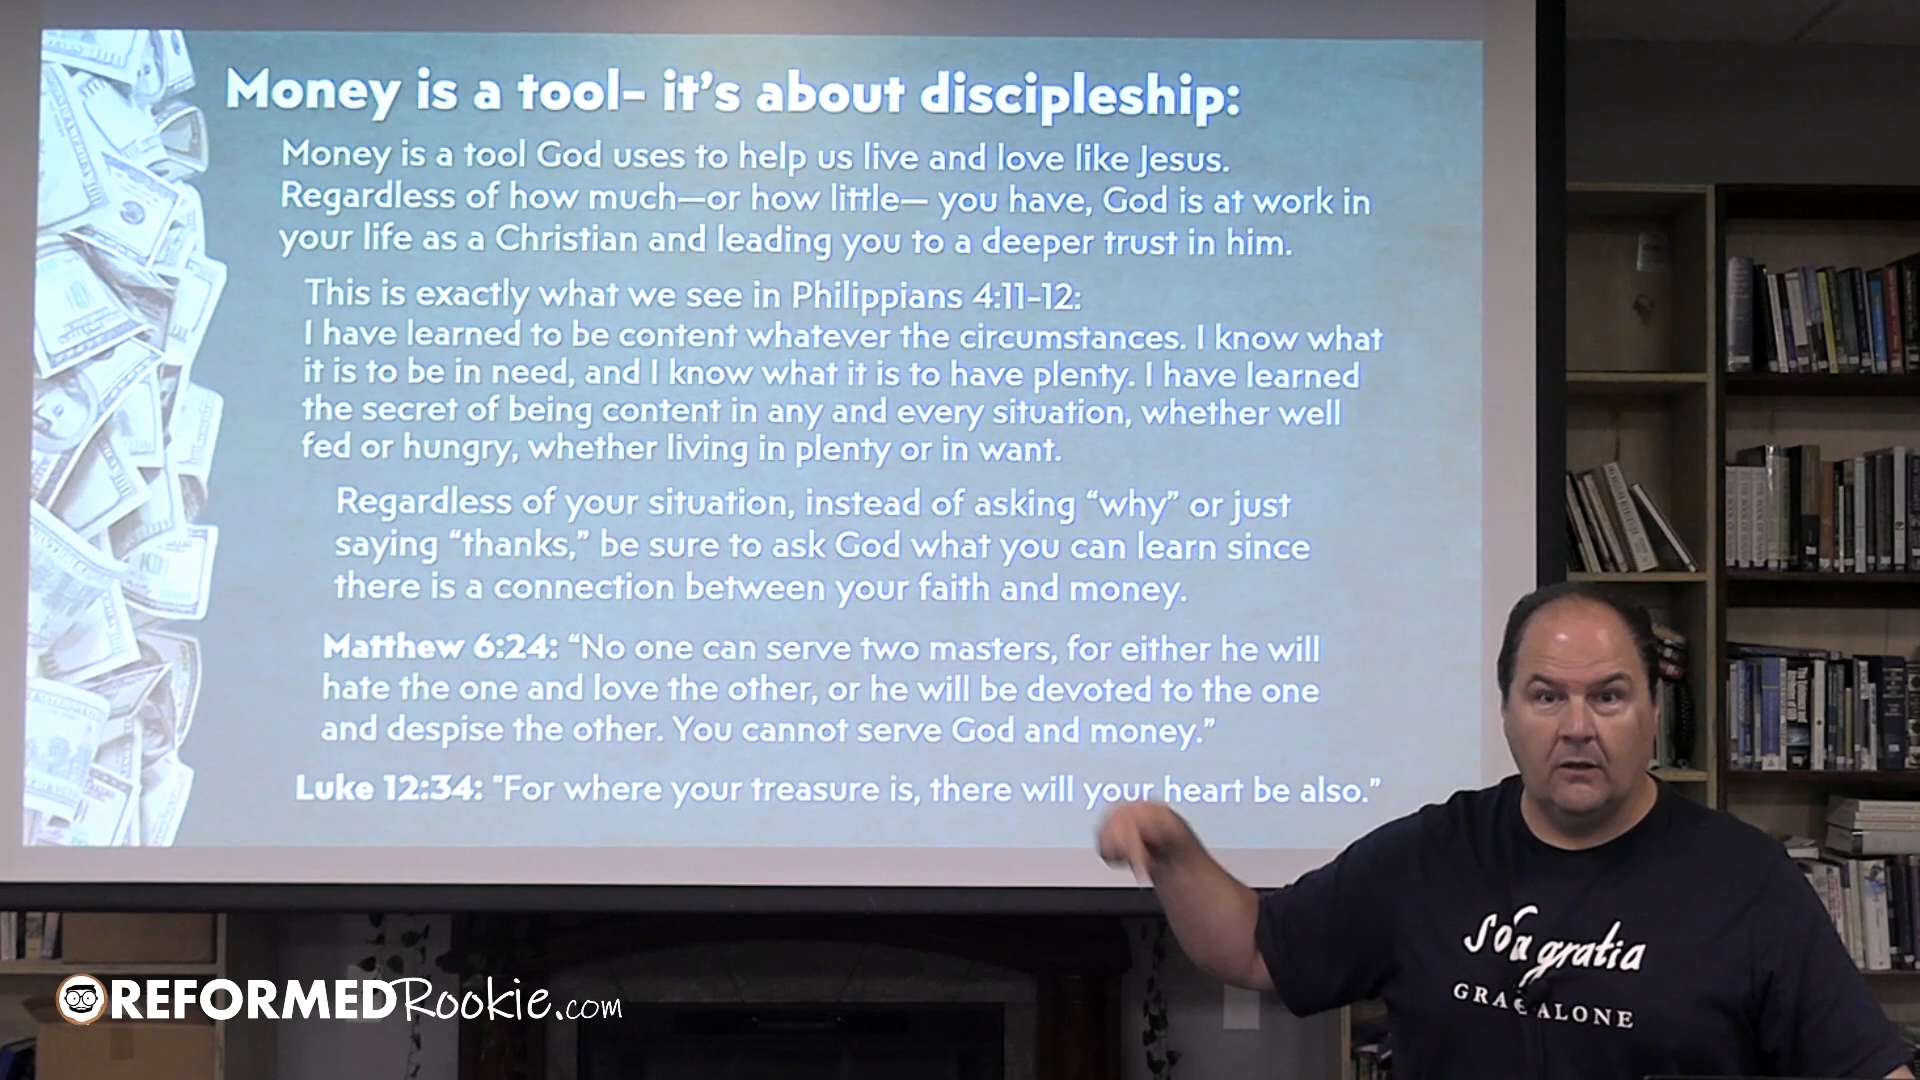 Money is a tool- it's about discipleship:
Money is a tool God uses to help us live and love like Jesus.
Regardless of how much—or how little— you have, God is at work in
your life as a Christian and leading you to a deeper trust in him.
This is exactly what we see in Philippians 4:11-12:
I have learned to be content whatever the circumstances. I know what
it is to be in need, and I know what it is to have plenty. I have learned
the secret of being content in any and every situation, whether well
fed or hungry, whether living in plenty or in want.
Regardless of your situation, instead of asking “why” or just
saying “thanks,” be sure to ask God what you can learn since
there is a connection between your faith and money.
Matthew 6:24: “No one can serve two masters, for either he will
hate the one and love the other, or he will be devoted to the one
and despise the other. You cannot serve God and money.”
Luke 12:34: "For where your treasure is, there will your heart be also.”
Sola gratia
GRACE ALONE
REFORMEDRookie.com